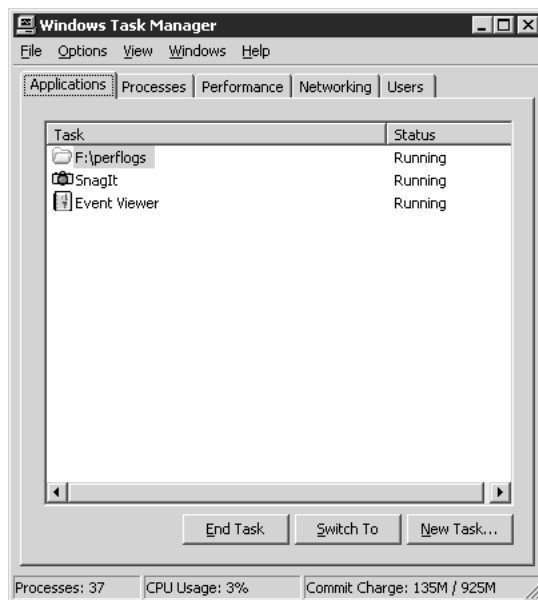 Windows Task Manager
File Options View Windows Help
Applications Processes Performance Networking Users
Task Status
F:\perflogs Running
SnagIt Running
Event Viewer Running
End Task Switch To New Task...
Processes: 37 CPU Usage: 3% Commit Charge: 135M / 925M